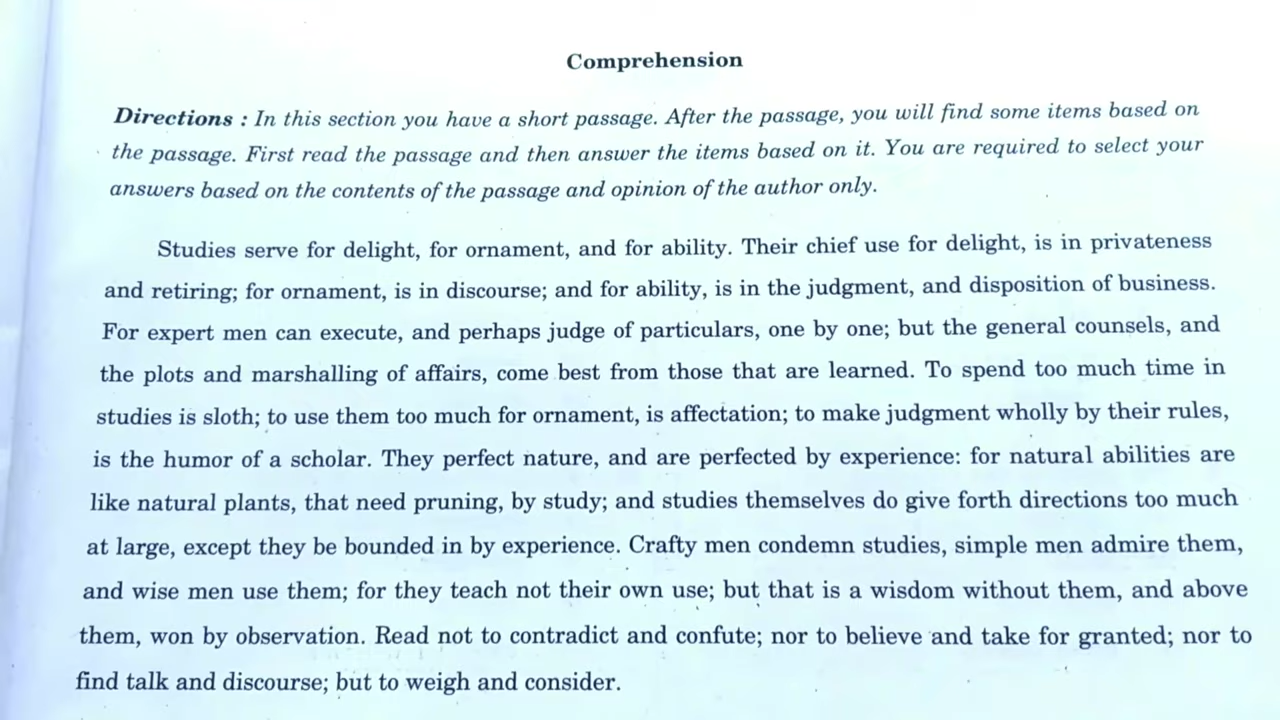 Comprehension
Directions : In this section you have a short passage. After the passage, you will find some items based on
the passage. First read the passage and then answer the items based on it. You are required to select your
answers based on the contents of the passage and opinion of the author only.
Studies serve for delight, for ornament, and for ability. Their chief use for delight, is in privateness
and retiring; for ornament, is in discourse; and for ability, is in the judgment, and disposition of business.
For expert men can execute, and perhaps judge of particulars, one by one; but the general counsels, and
the plots and marshalling of affairs, come best from those that are learned. To spend too much time in
studies is sloth; to use them too much for ornament, is affectation; to make judgment wholly by their rules,
is the humor of a scholar. They perfect nature, and are perfected by experience: for natural abilities are
like natural plants, that need pruning, by study; and studies themselves do give forth directions too much
at large, except they be bounded in by experience. Crafty men condemn studies, simple men admire them,
and wise men use them; for they teach not their own use; but that is a wisdom without them, and above
them, won by observation. Read not to contradict and confute; nor to believe and take for granted; nor to
find talk and discourse; but to weigh and consider.